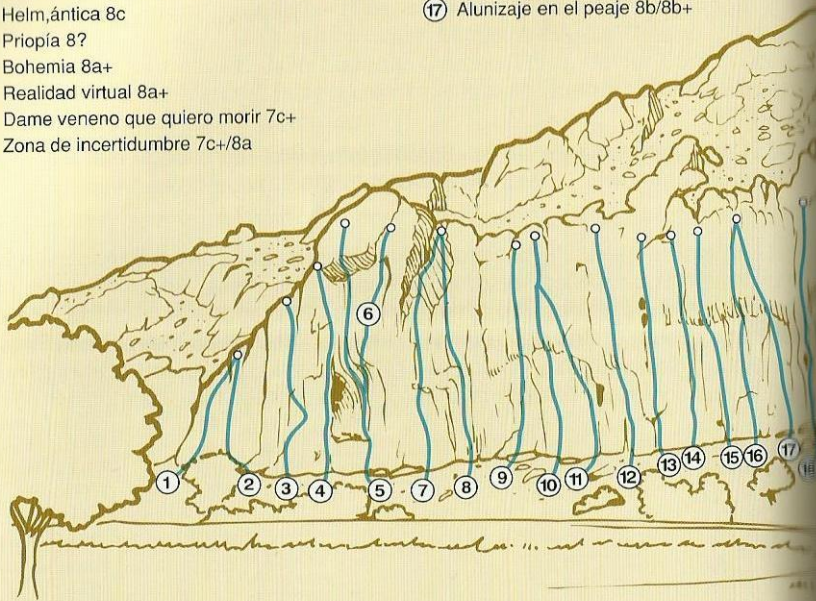 Helm,ántica 8c
Priopía 8?
Bohemia 8a+
Realidad virtual 8a+
Dame veneno que quiero morir 7c+
Zona de incertidumbre 7c+/8a
17 Alunizaje en el peaje 8b/8b+
6
1
2
3
4
5
7
8
9
10
11
12
13
14
15
16
17
18